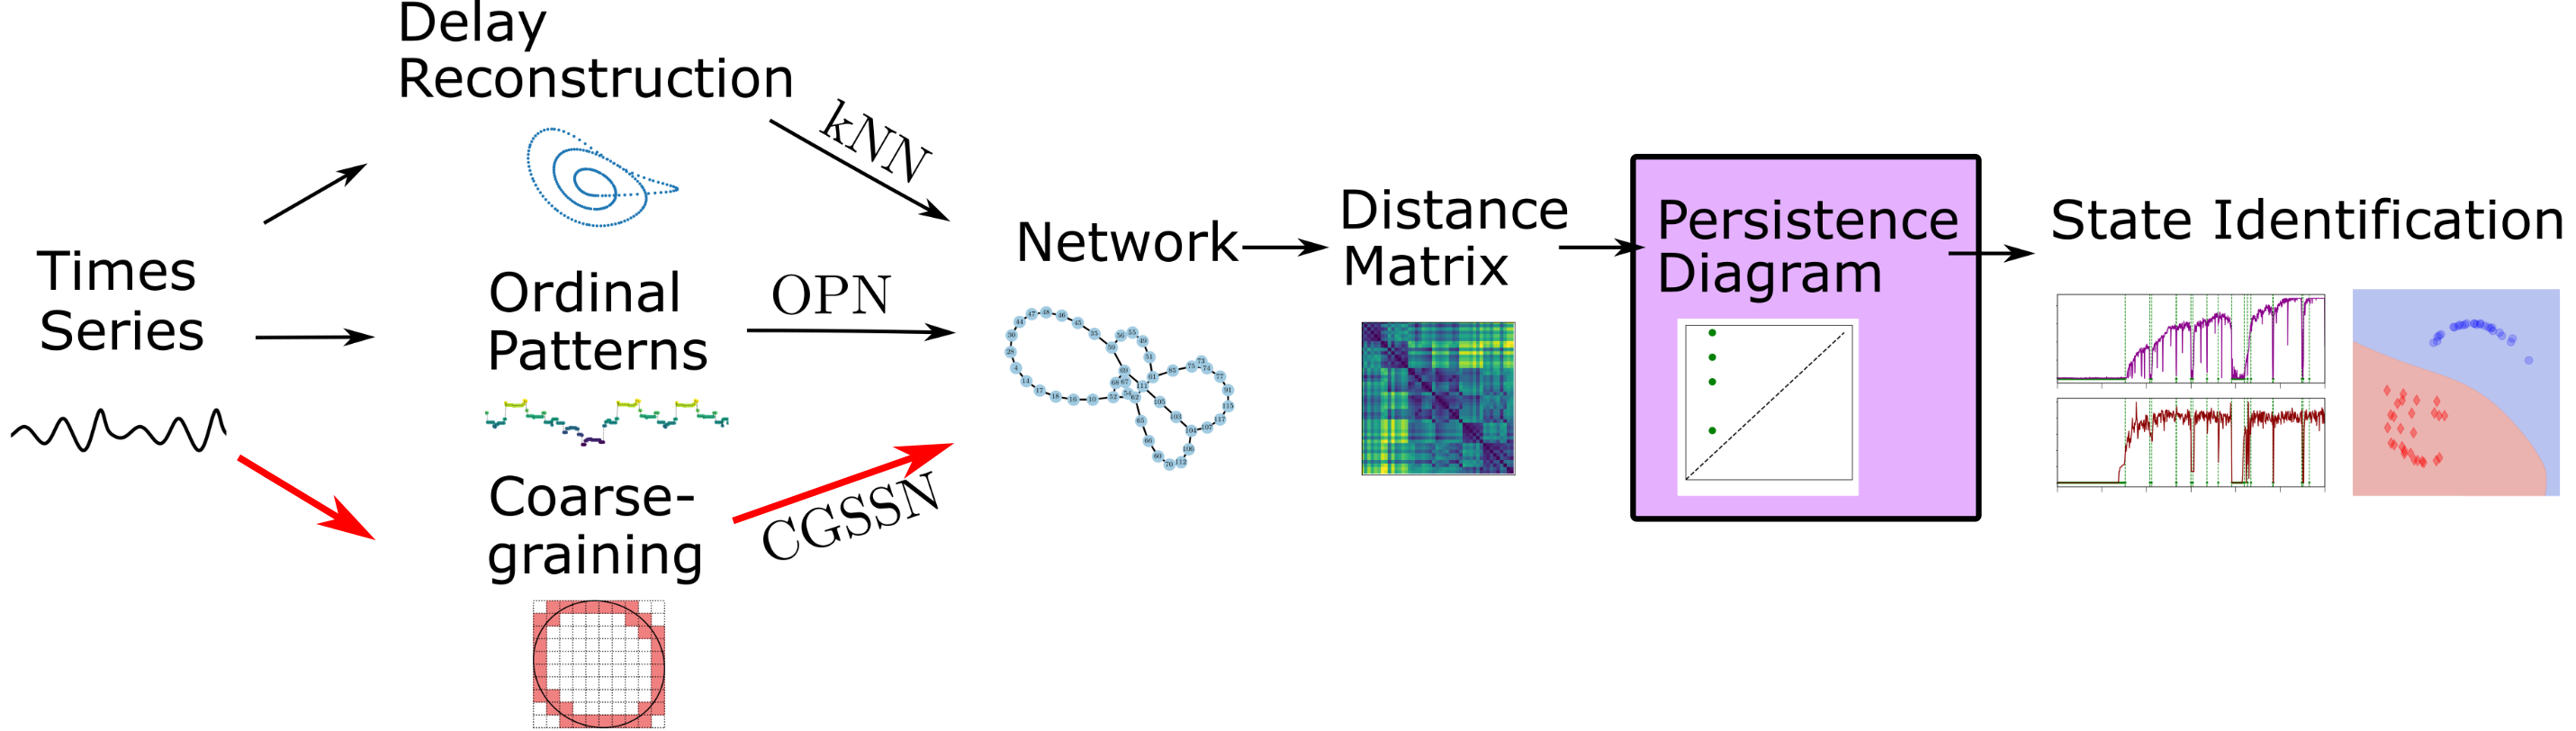 Delay
Reconstruction
kNN
Times
Series
Ordinal
Patterns
OPN
Coarse-
graining
CGSSN
Network
Distance
Matrix
Persistence
Diagram
State Identification